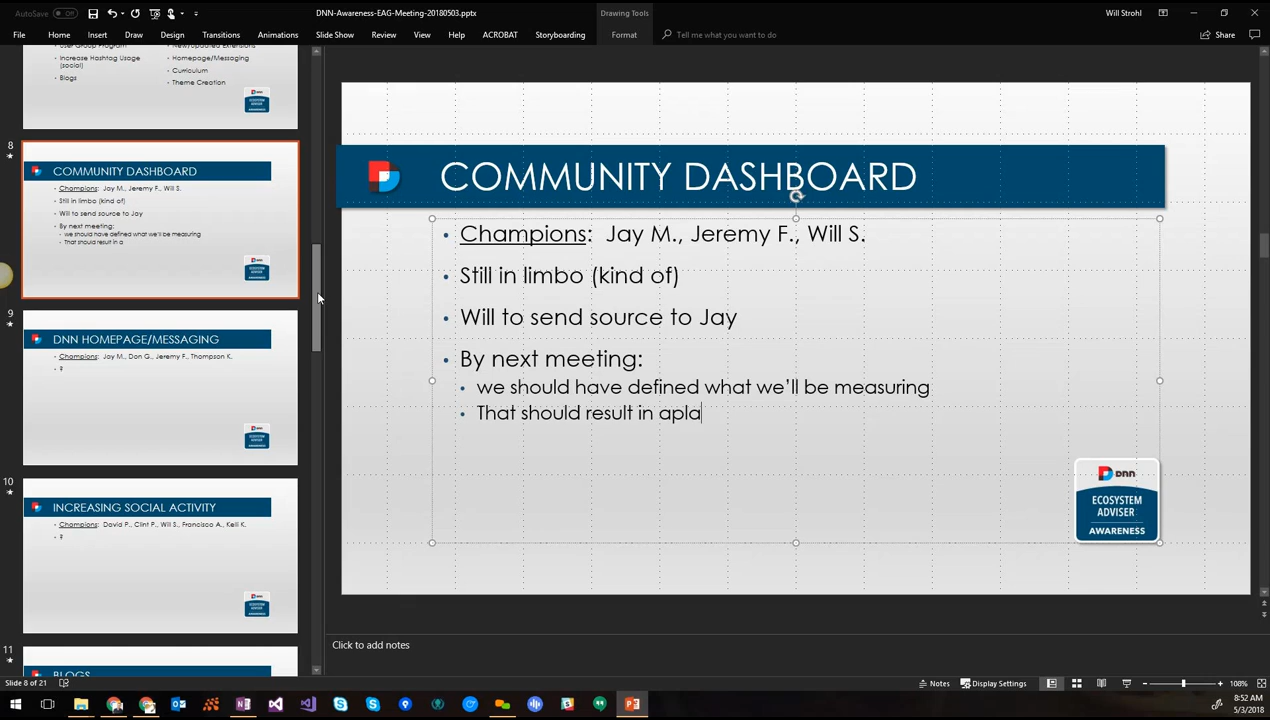 AutoSave
Off
DNN-Awareness-EAG-Meeting-20180503.pptx
Drawing Tools
Will Strohl
File
Home
Insert
Draw
Design
Transitions
Animations
Slide Show
Review
View
Help
ACROBAT
Storyboarding
Format
Tell me what you want to do
Share
User Group Program
Increase Hashtag Usage
(social)
Blogs
New/Updated Extensions
Homepage/Messaging
Curriculum
Theme Creation
8
COMMUNITY DASHBOARD
Champions: Jay M., Jeremy F., Will S.
Still in limbo (kind of)
Will to send source to Jay
By next meeting:
we should have defined what we'll be measuring
That should result in a
9
DNN HOMEPAGE/MESSAGING
Champions: Jay M., Don G., Jeremy F., Thompson K.
?
10
INCREASING SOCIAL ACTIVITY
Champions: David P., Clint P., Will S., Francisco A., Kelli K.
?
11
BLOGS
COMMUNITY DASHBOARD
• Champions: Jay M., Jeremy F., Will S.
• Still in limbo (kind of)
• Will to send source to Jay
• By next meeting:
• we should have defined what we'll be measuring
• That should result in apla
dnn
ECOSYSTEM
ADVISER
AWARENESS
Click to add notes
Slide 8 of 21
Notes
Display Settings
108%
8:52 AM
5/3/2018